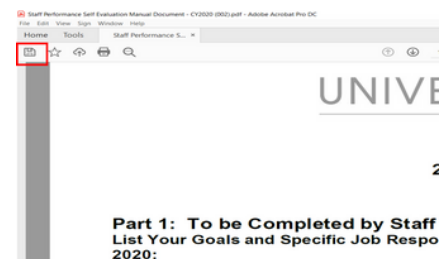 Staff Performance Self Evaluation Manual Document - CY2020 (002).pdf - Adobe Acrobat Pro DC
File Edit View Sign Window Help
Home Tools Staff Performance S... ×
UNIVE
2
Part 1: To be Completed by Staff
List Your Goals and Specific Job Respo
2020: